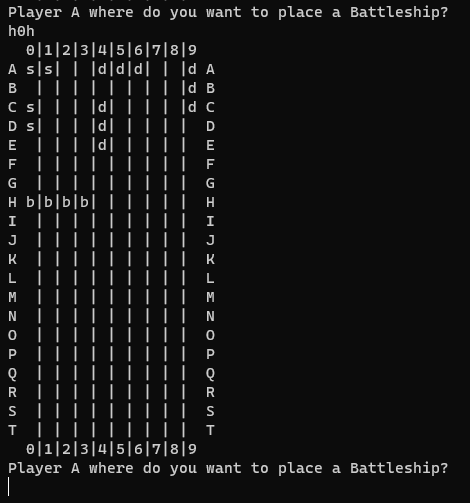 Player A where do you want to place a Battleship?
h0h
  0|1|2|3|4|5|6|7|8|9
A s|s| | |d|d|d| | |d A
B  | | | | | | | | |d B
C s| | | |d| | | | |d C
D s| | | |d| | | | |  D
E  | | | |d| | | | |  E
F  | | | | | | | | |  F
G  | | | | | | | | |  G
H b|b|b|b| | | | | |  H
I  | | | | | | | | |  I
J  | | | | | | | | |  J
K  | | | | | | | | |  K
L  | | | | | | | | |  L
M  | | | | | | | | |  M
N  | | | | | | | | |  N
O  | | | | | | | | |  O
P  | | | | | | | | |  P
Q  | | | | | | | | |  Q
R  | | | | | | | | |  R
S  | | | | | | | | |  S
T  | | | | | | | | |  T
  0|1|2|3|4|5|6|7|8|9
Player A where do you want to place a Battleship?